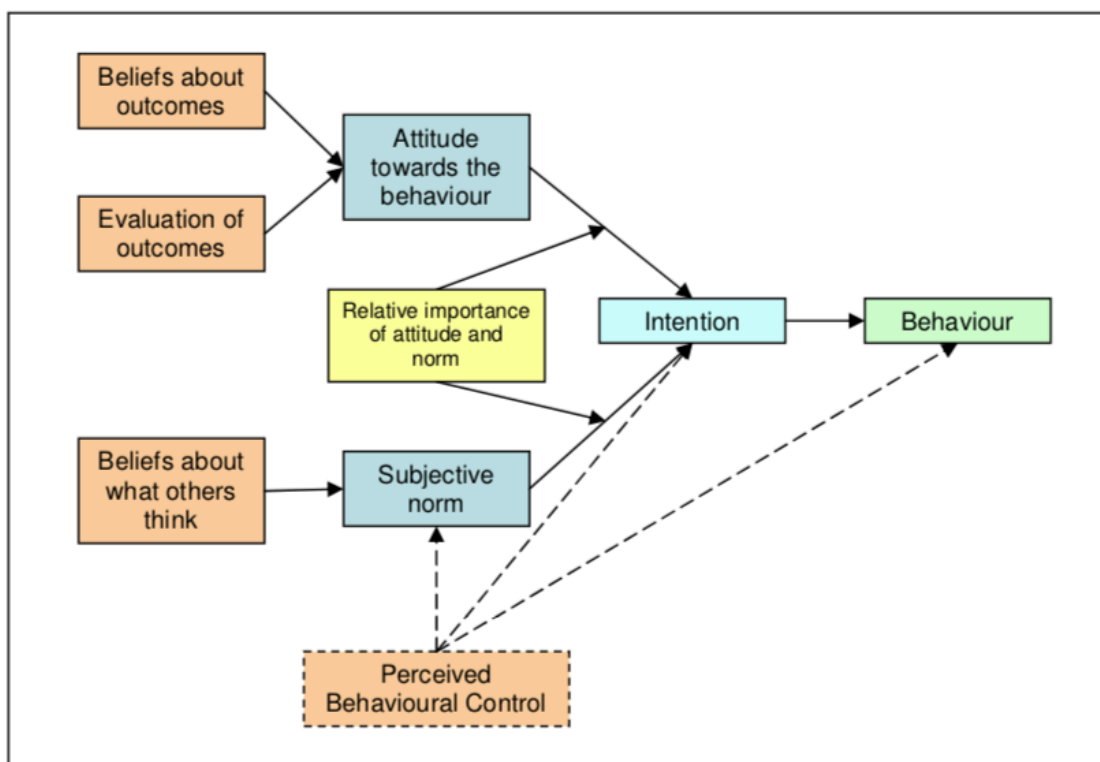 Beliefs about
outcomes
Attitude
towards the
behaviour
Evaluation of
outcomes
Relative importance
of attitude and
norm
Intention
Behaviour
Beliefs about
what others
think
Subjective
norm
Perceived
Behavioural Control